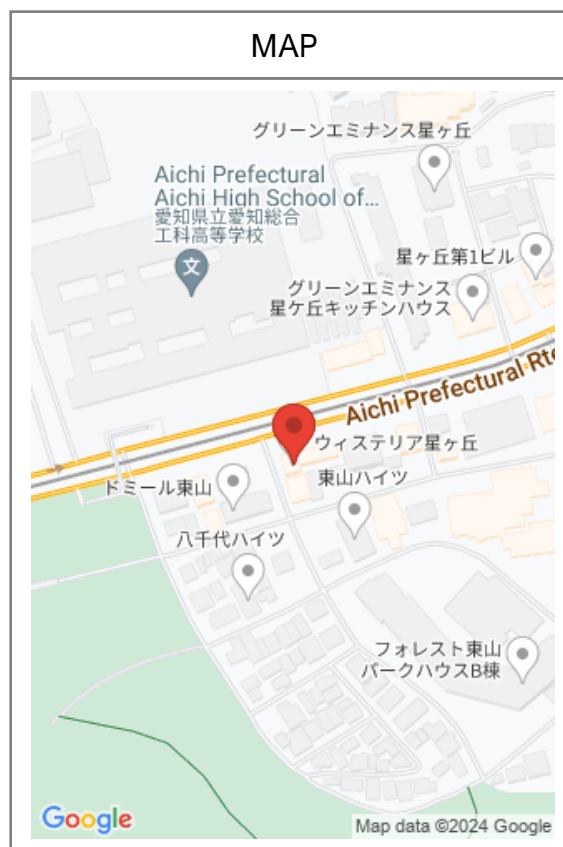 MAP
グリーンエミナンス星ヶ丘
Aichi Prefectural
Aichi High School of...
愛知県立愛知総合
工科高等学校
文
星ヶ丘第1ビル
グリーンエミナンス
星ケ丘キッチンハウス
Aichi Prefectural Rte
ウィステリア星ヶ丘
ドミール東山
東山ハイツ
八千代ハイツ
フォレスト東山
パークハウスB棟
Google
Map data ©2024 Google